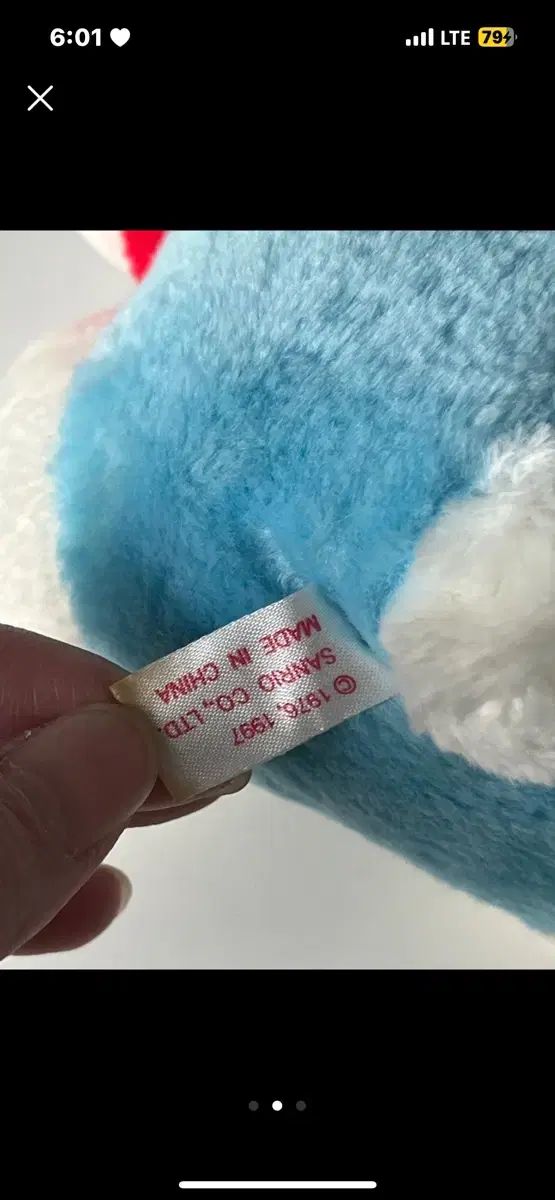 6:01
LTE
79
© 1976, 1997
SANRIO CO., LTD.
MADE IN CHINA